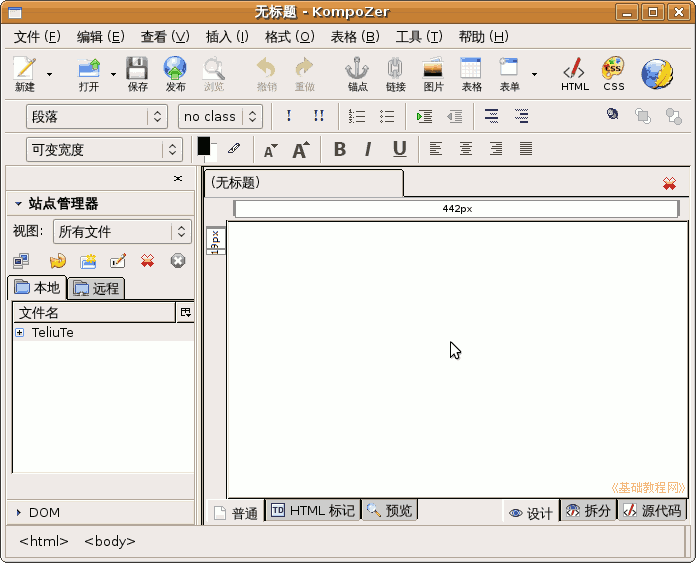 无标题 - KompoZer
文件 (F) 编辑 (E) 查看 (V) 插入 (I) 格式 (O) 表格 (B) 工具 (T) 帮助 (H)
新建 打开 保存 发布 浏览 撤销 重做 锚点 链接 图片 表格 表单 HTML CSS
段落 no class ! !!
可变宽度 A A B I U
站点管理器
(无标题)
442px
视图: 所有文件
19px
本地 远程
文件名
TeliuTe
《基础教程网》
DOM
普通 TD HTML 标记 预览 设计 拆分 源代码
<html> <body>